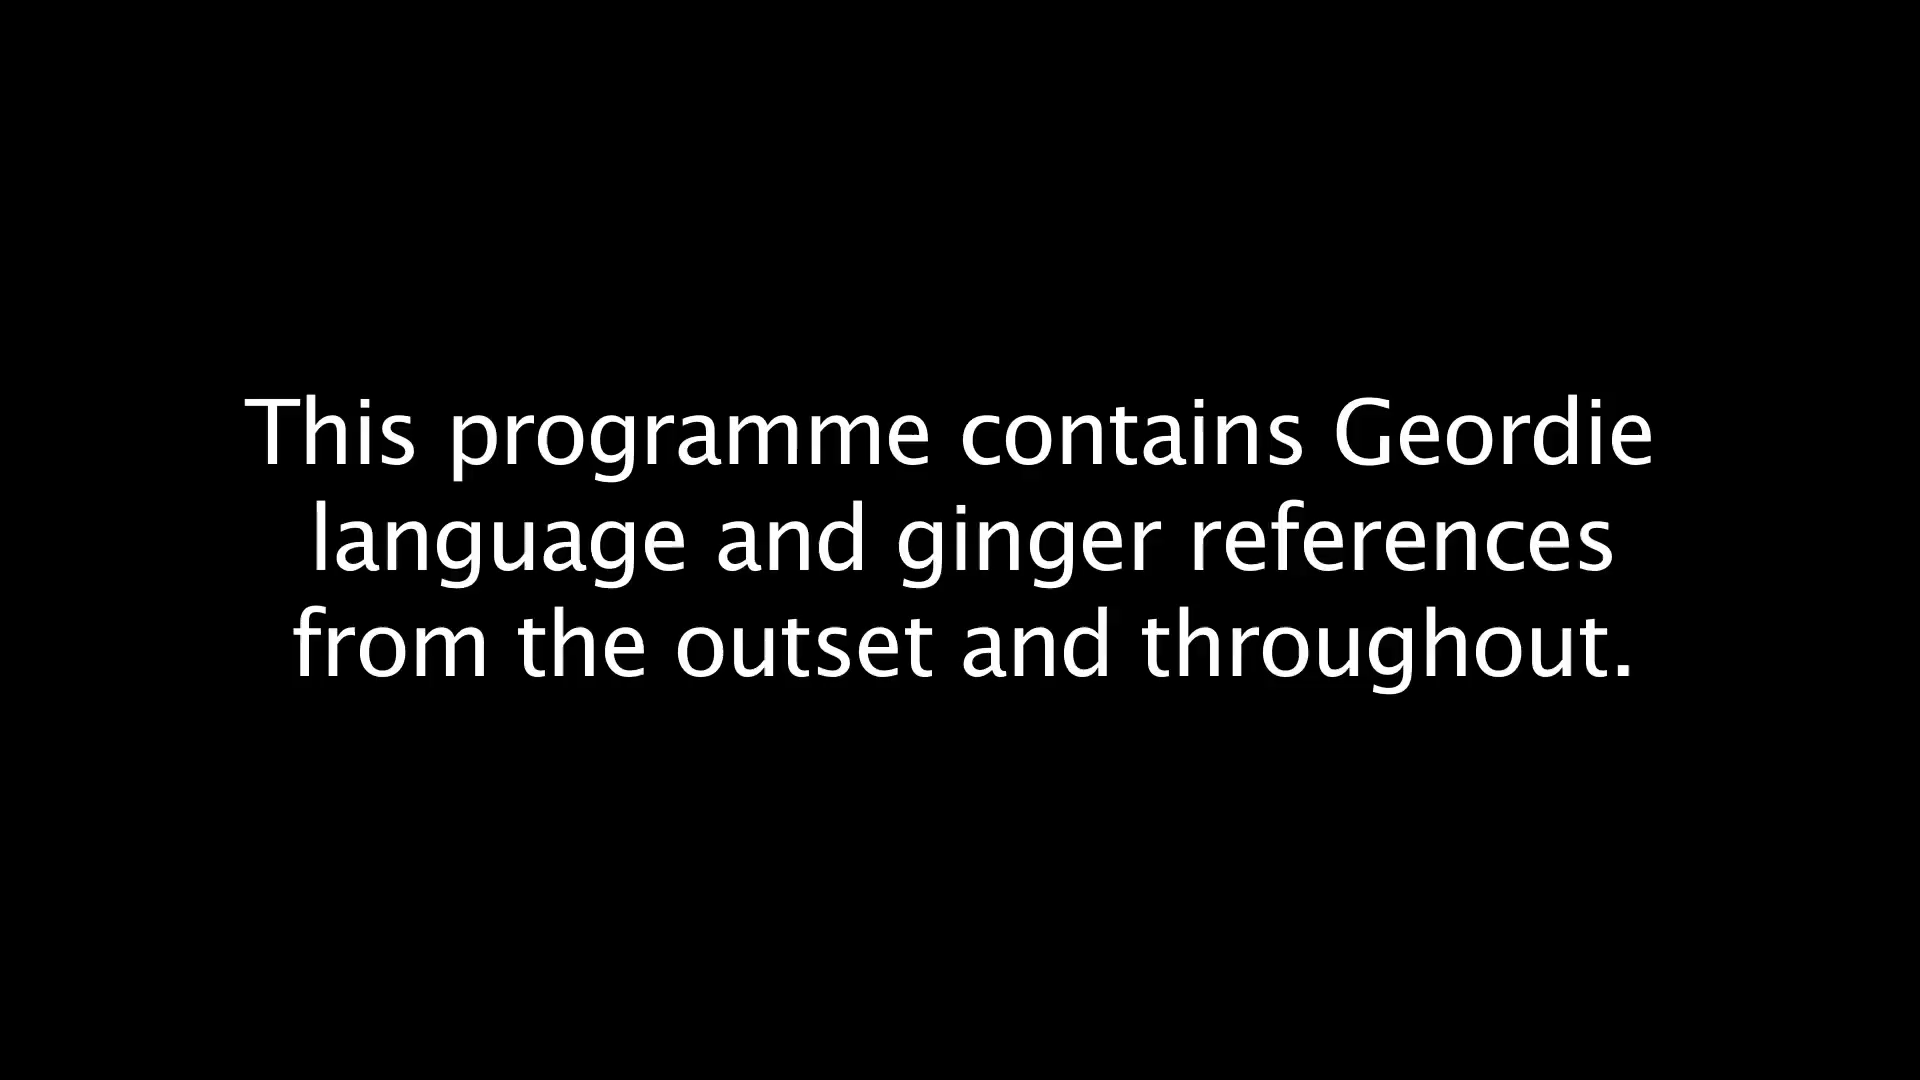 This programme contains Geordie
language and ginger references
from the outset and throughout.